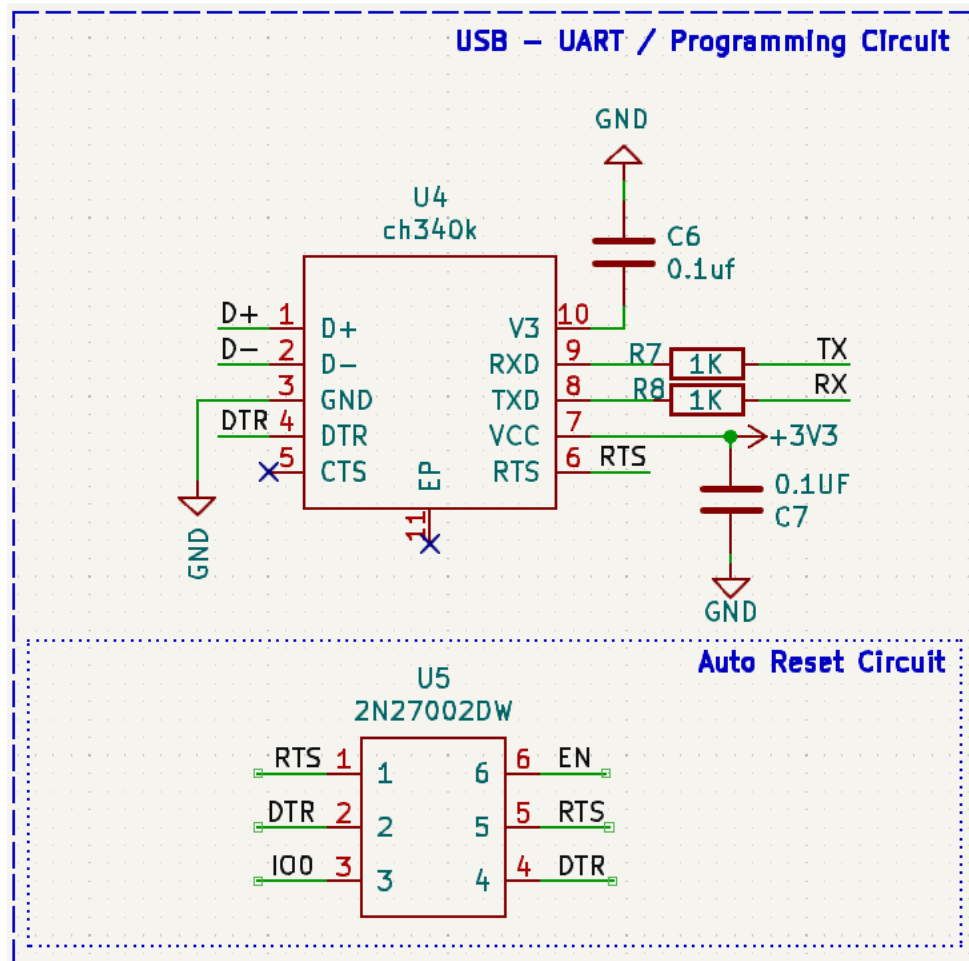 USB - UART / Programming Circuit
GND
U4
ch340k
C6
0.1uf
D+ 1 D+ V3 10
D- 2 D- RXD 9 R7 1K TX
3 GND TXD 8 R8 1K RX
DTR 4 DTR VCC 7 +3V3
5 CTS RTS 6 RTS
EP
11
0.1UF
C7
GND
GND
Auto Reset Circuit
U5
2N27002DW
RTS 1 1 6 6 EN
DTR 2 2 5 5 RTS
IO0 3 3 4 4 DTR